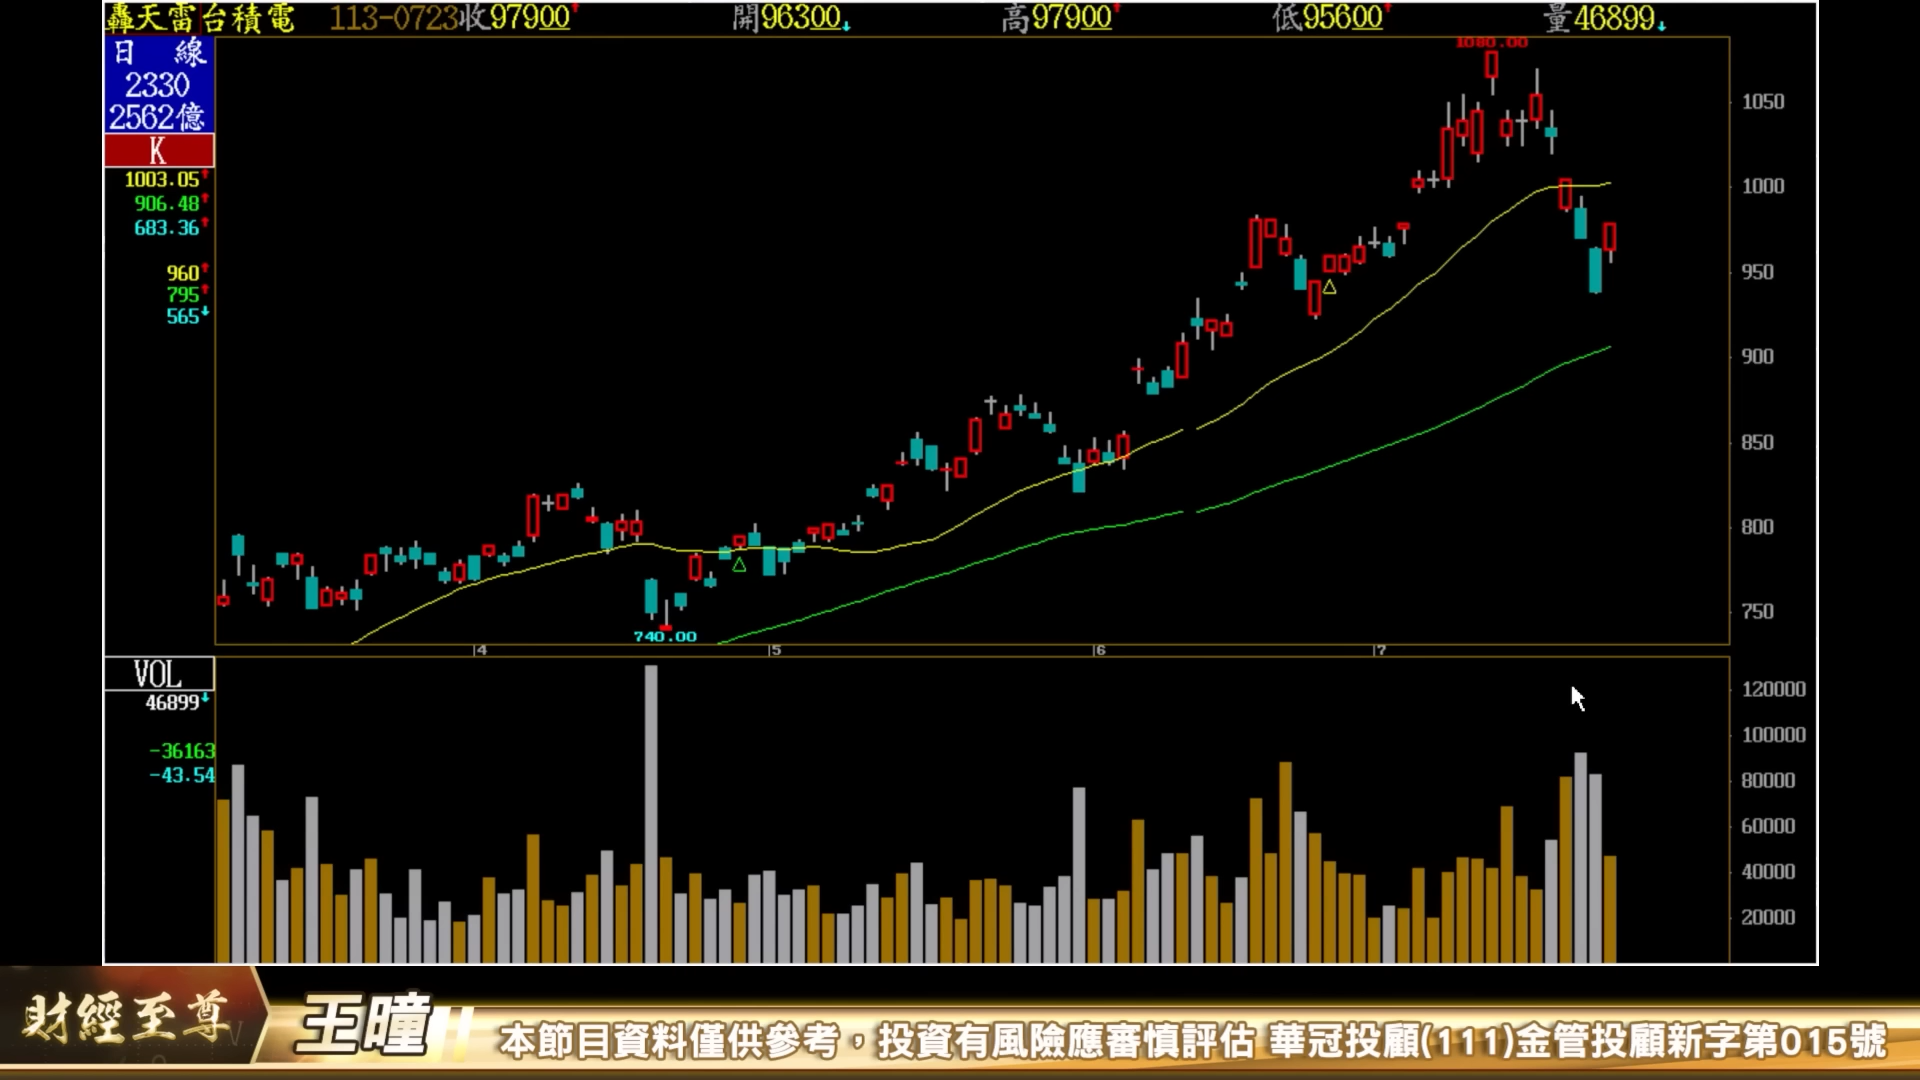 轟天雷台積電 113-0723收97900↑ 開96300↓ 高97900↑ 低95600↑ 量46899↓
日 線
2330
2562億
K
1003.05↑
906.48↑
683.36↑
960↑
795↑
565↓
1080.00
1050
1000
950
900
850
800
750
740.00
4 5 6 7
VOL
46899↓
-36163
-43.54
120000
100000
80000
60000
40000
20000
財經至尊
王曈
本節目資料僅供參考，投資有風險應審慎評估 華冠投顧(111)金管投顧新字第015號